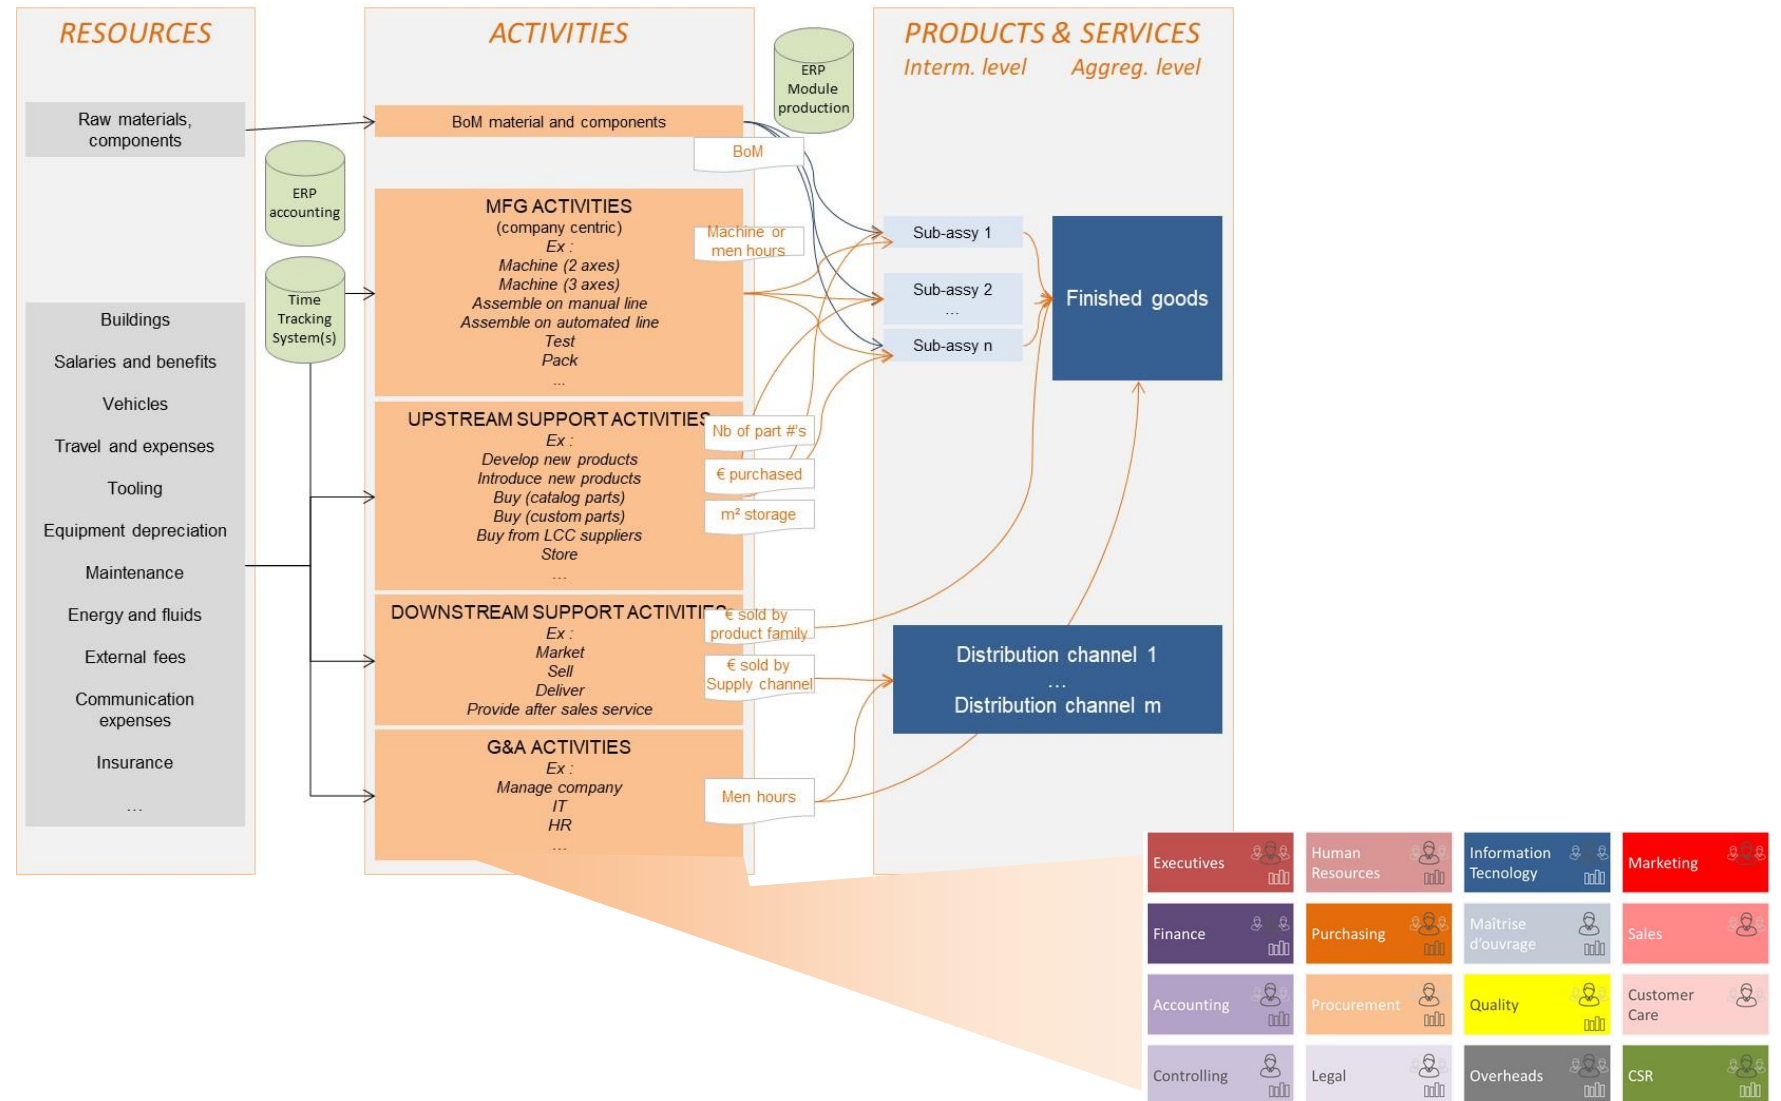 RESOURCES
Raw materials,
components
Buildings
Salaries and benefits
Vehicles
Travel and expenses
Tooling
Equipment depreciation
Maintenance
Energy and fluids
External fees
Communication
expenses
Insurance
...
ERP
accounting
Time
Tracking
System(s)
ACTIVITIES
BoM material and components
MFG ACTIVITIES
(company centric)
Ex :
Machine (2 axes)
Machine (3 axes)
Assemble on manual line
Assemble on automated line
Test
Pack
...
UPSTREAM SUPPORT ACTIVITIES
Ex :
Develop new products
Introduce new products
Buy (catalog parts)
Buy (custom parts)
Buy from LCC suppliers
Store
...
DOWNSTREAM SUPPORT ACTIVITIES
Ex :
Market
Sell
Deliver
Provide after sales service
G&A ACTIVITIES
Ex :
Manage company
IT
HR
...
ERP
Module
production
BoM
Machine or
men hours
Nb of part #'s
€ purchased
m² storage
€ sold by
product family
€ sold by
Supply channel
Men hours
PRODUCTS & SERVICES
Interm. level
Aggreg. level
Sub-assy 1
Sub-assy 2
...
Sub-assy n
Finished goods
Distribution channel 1
...
Distribution channel m
Executives
Human
Resources
Information
Tecnology
Marketing
Finance
Purchasing
Maîtrise
d'ouvrage
Sales
Accounting
Procurement
Quality
Customer
Care
Controlling
Legal
Overheads
CSR